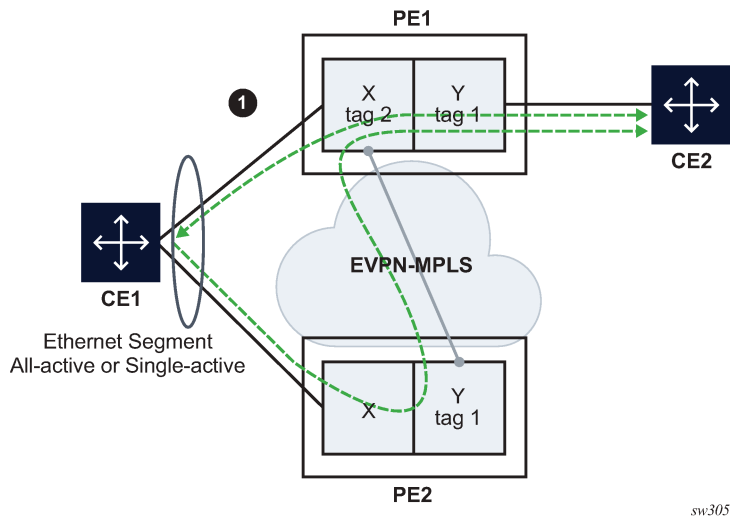 PE1
X
tag 2
Y
tag 1
1
CE2
EVPN-MPLS
CE1
Ethernet Segment
All-active or Single-active
X
Y
tag 1
PE2
sw305